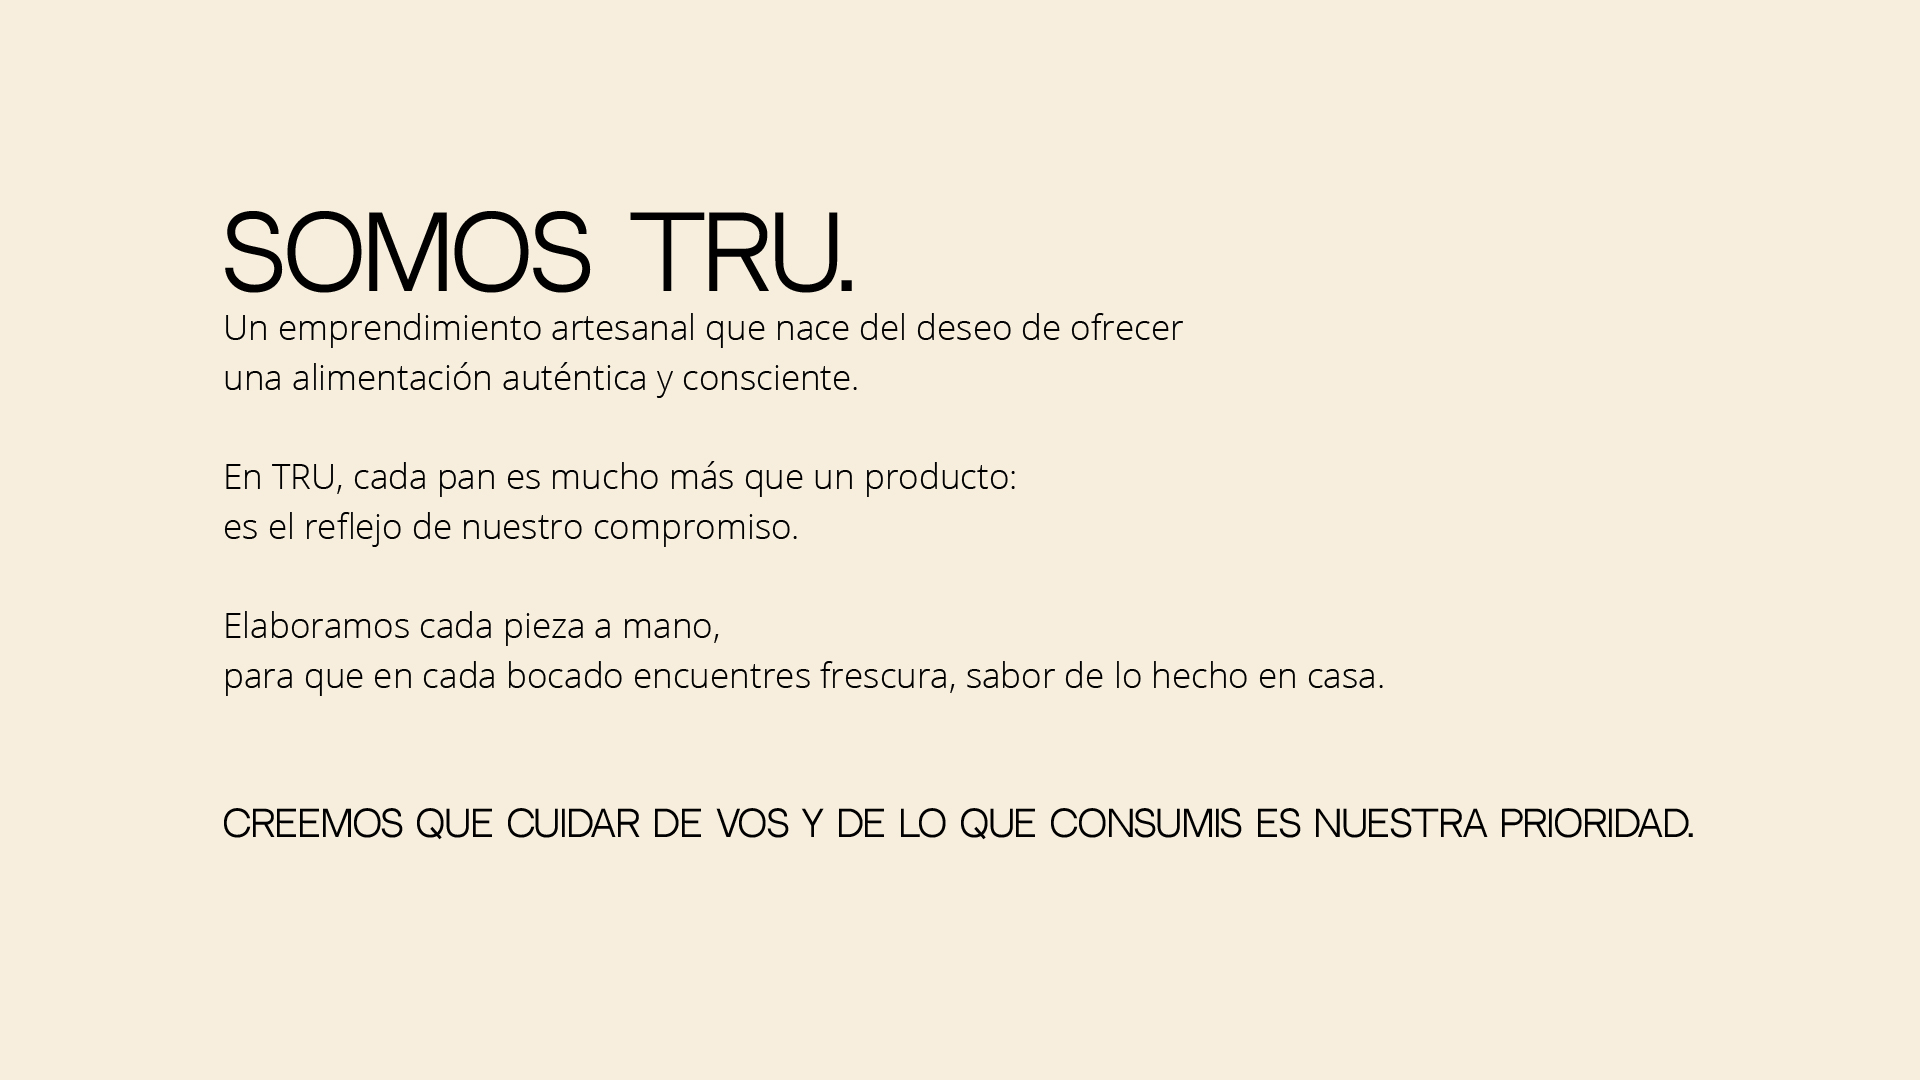 SOMOS TRU.
Un emprendimiento artesanal que nace del deseo de ofrecer
una alimentación auténtica y consciente.
En TRU, cada pan es mucho más que un producto:
es el reflejo de nuestro compromiso.
Elaboramos cada pieza a mano,
para que en cada bocado encuentres frescura, sabor de lo hecho en casa.
CREEMOS QUE CUIDAR DE VOS Y DE LO QUE CONSUMIS ES NUESTRA PRIORIDAD.